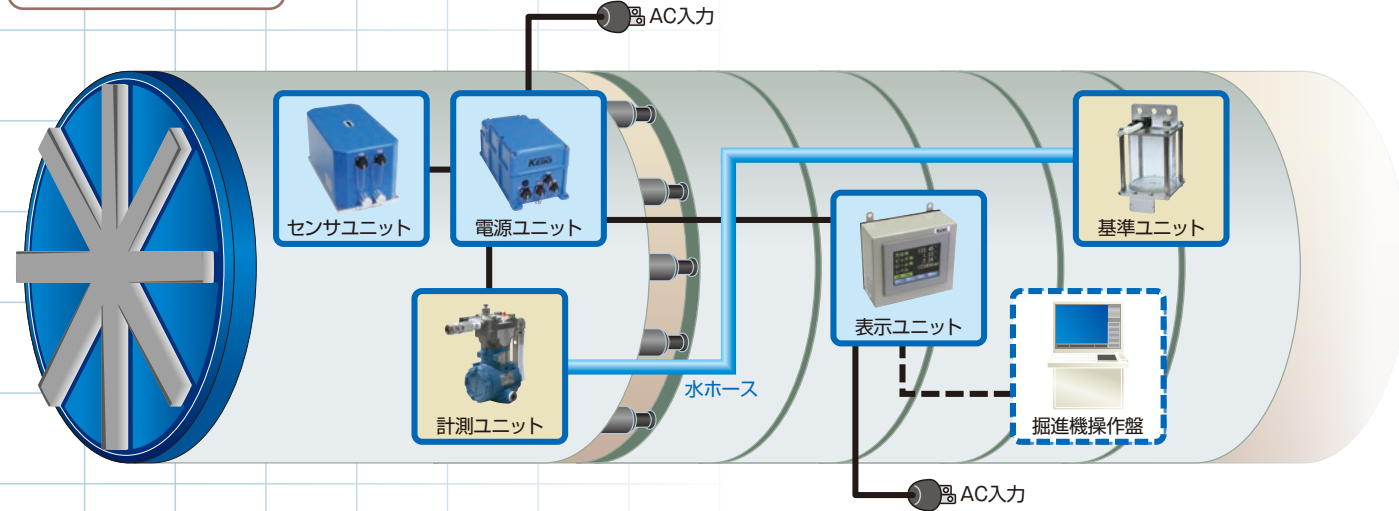 AC入力
センサユニット
KEIKI
電源ユニット
基準ユニット
表示ユニット
水ホース
計測ユニット
掘進機操作盤
AC入力